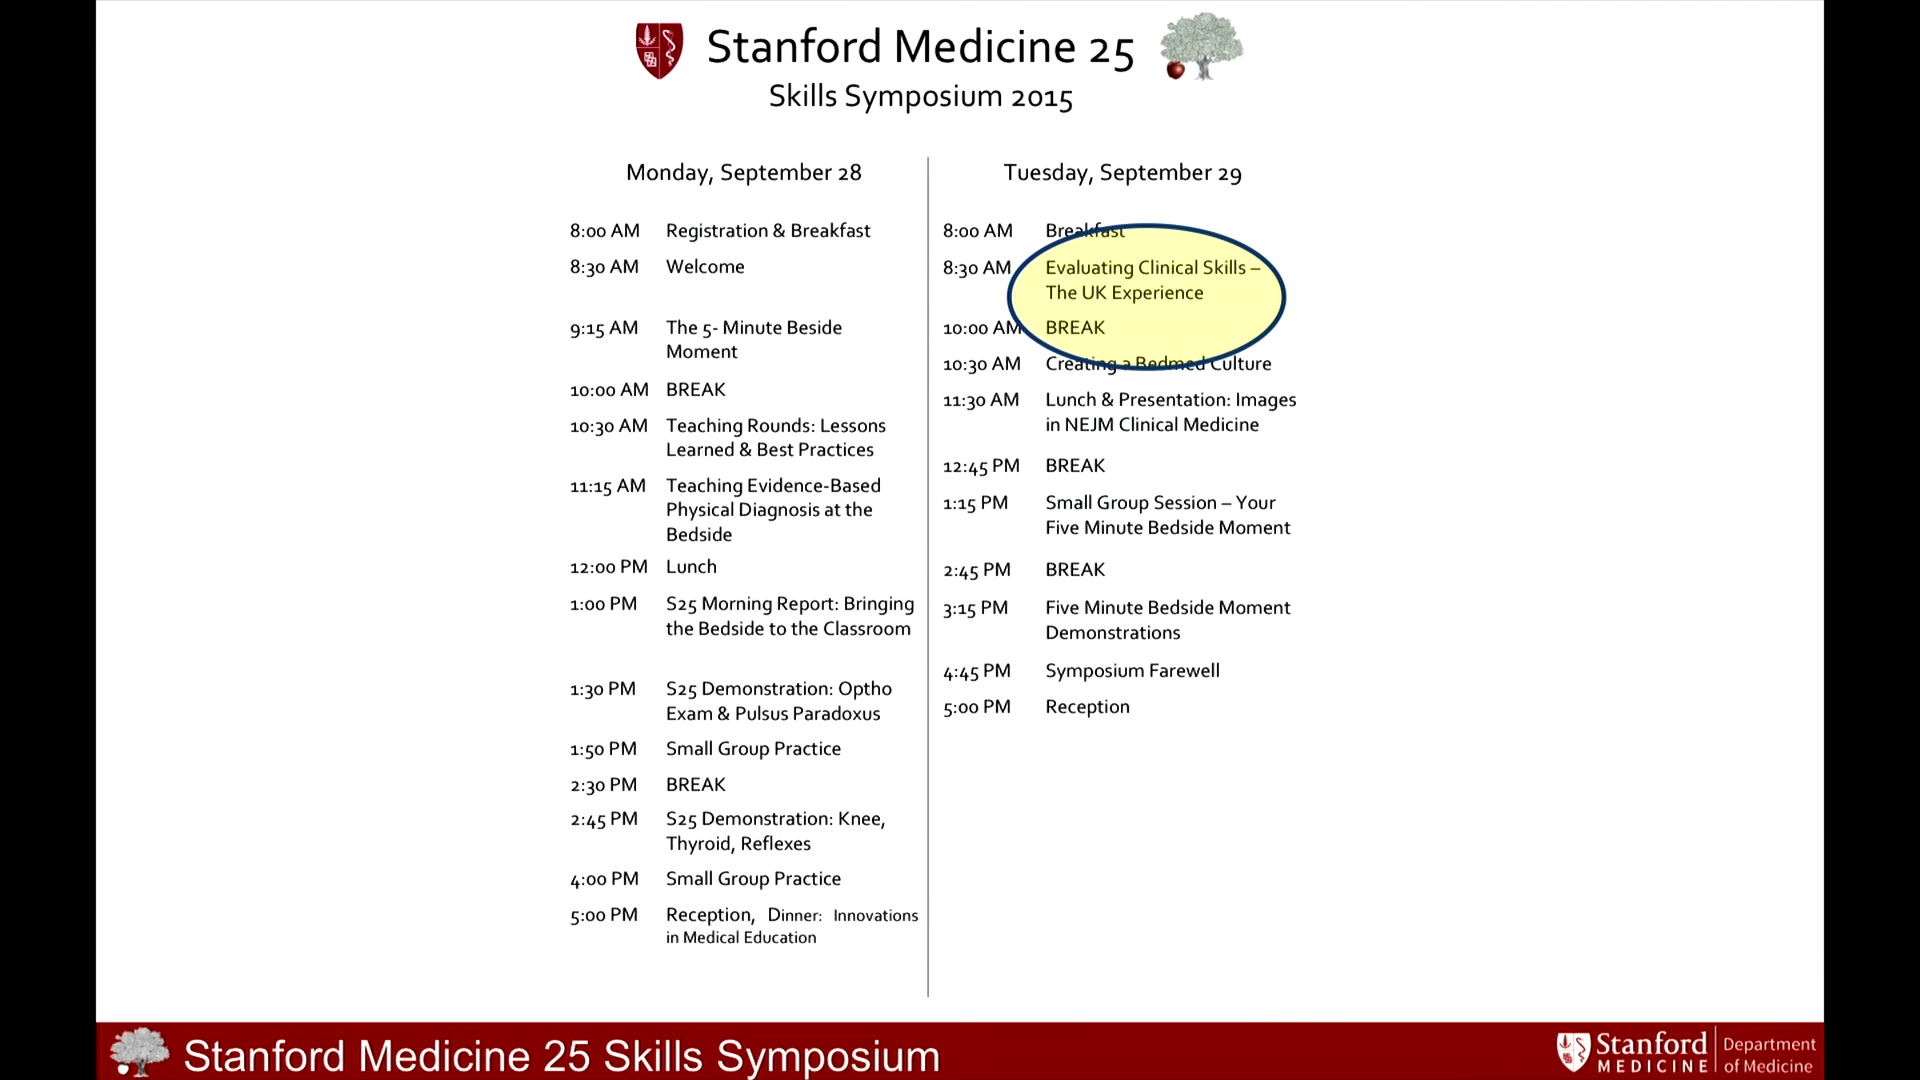 Stanford Medicine 25
Skills Symposium 2015
Monday, September 28
8:00 AM Registration & Breakfast
8:30 AM Welcome
9:15 AM The 5- Minute Beside
Moment
10:00 AM BREAK
10:30 AM Teaching Rounds: Lessons
Learned & Best Practices
11:15 AM Teaching Evidence-Based
Physical Diagnosis at the
Bedside
12:00 PM Lunch
1:00 PM S25 Morning Report: Bringing
the Bedside to the Classroom
1:30 PM S25 Demonstration: Optho
Exam & Pulsus Paradoxus
1:50 PM Small Group Practice
2:30 PM BREAK
2:45 PM S25 Demonstration: Knee,
Thyroid, Reflexes
4:00 PM Small Group Practice
5:00 PM Reception, Dinner: Innovations
in Medical Education
Tuesday, September 29
8:00 AM Breakfast
8:30 AM Evaluating Clinical Skills –
The UK Experience
10:00 AM BREAK
10:30 AM Creating a Bedmed Culture
11:30 AM Lunch & Presentation: Images
in NEJM Clinical Medicine
12:45 PM BREAK
1:15 PM Small Group Session – Your
Five Minute Bedside Moment
2:45 PM BREAK
3:15 PM Five Minute Bedside Moment
Demonstrations
4:45 PM Symposium Farewell
5:00 PM Reception
Stanford Medicine 25 Skills Symposium
Stanford
MEDICINE
Department
of Medicine